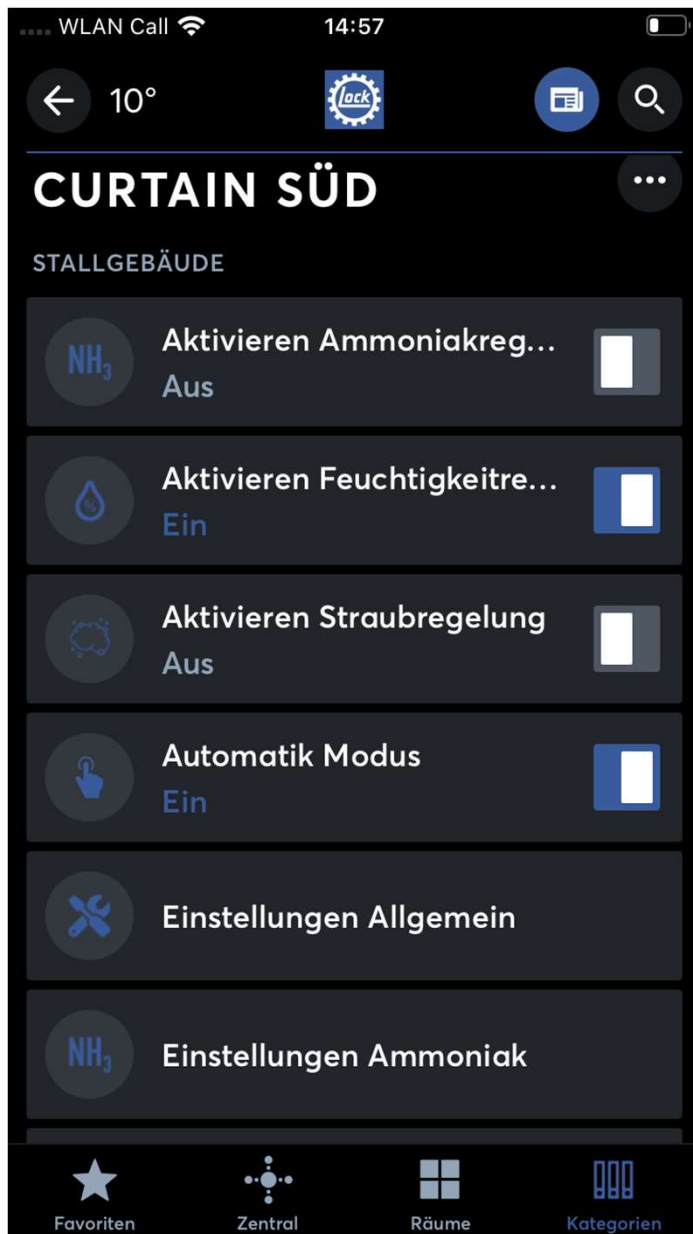 WLAN Call
14:57
10°
Lock
CURTAIN SÜD
STALLGEBÄUDE
NH₃
Aktivieren Ammoniakreg...
Aus
%
Aktivieren Feuchtigkeitre...
Ein
Aktivieren Straubregelung
Aus
Automatik Modus
Ein
Einstellungen Allgemein
NH₃
Einstellungen Ammoniak
Favoriten
Zentral
Räume
Kategorien